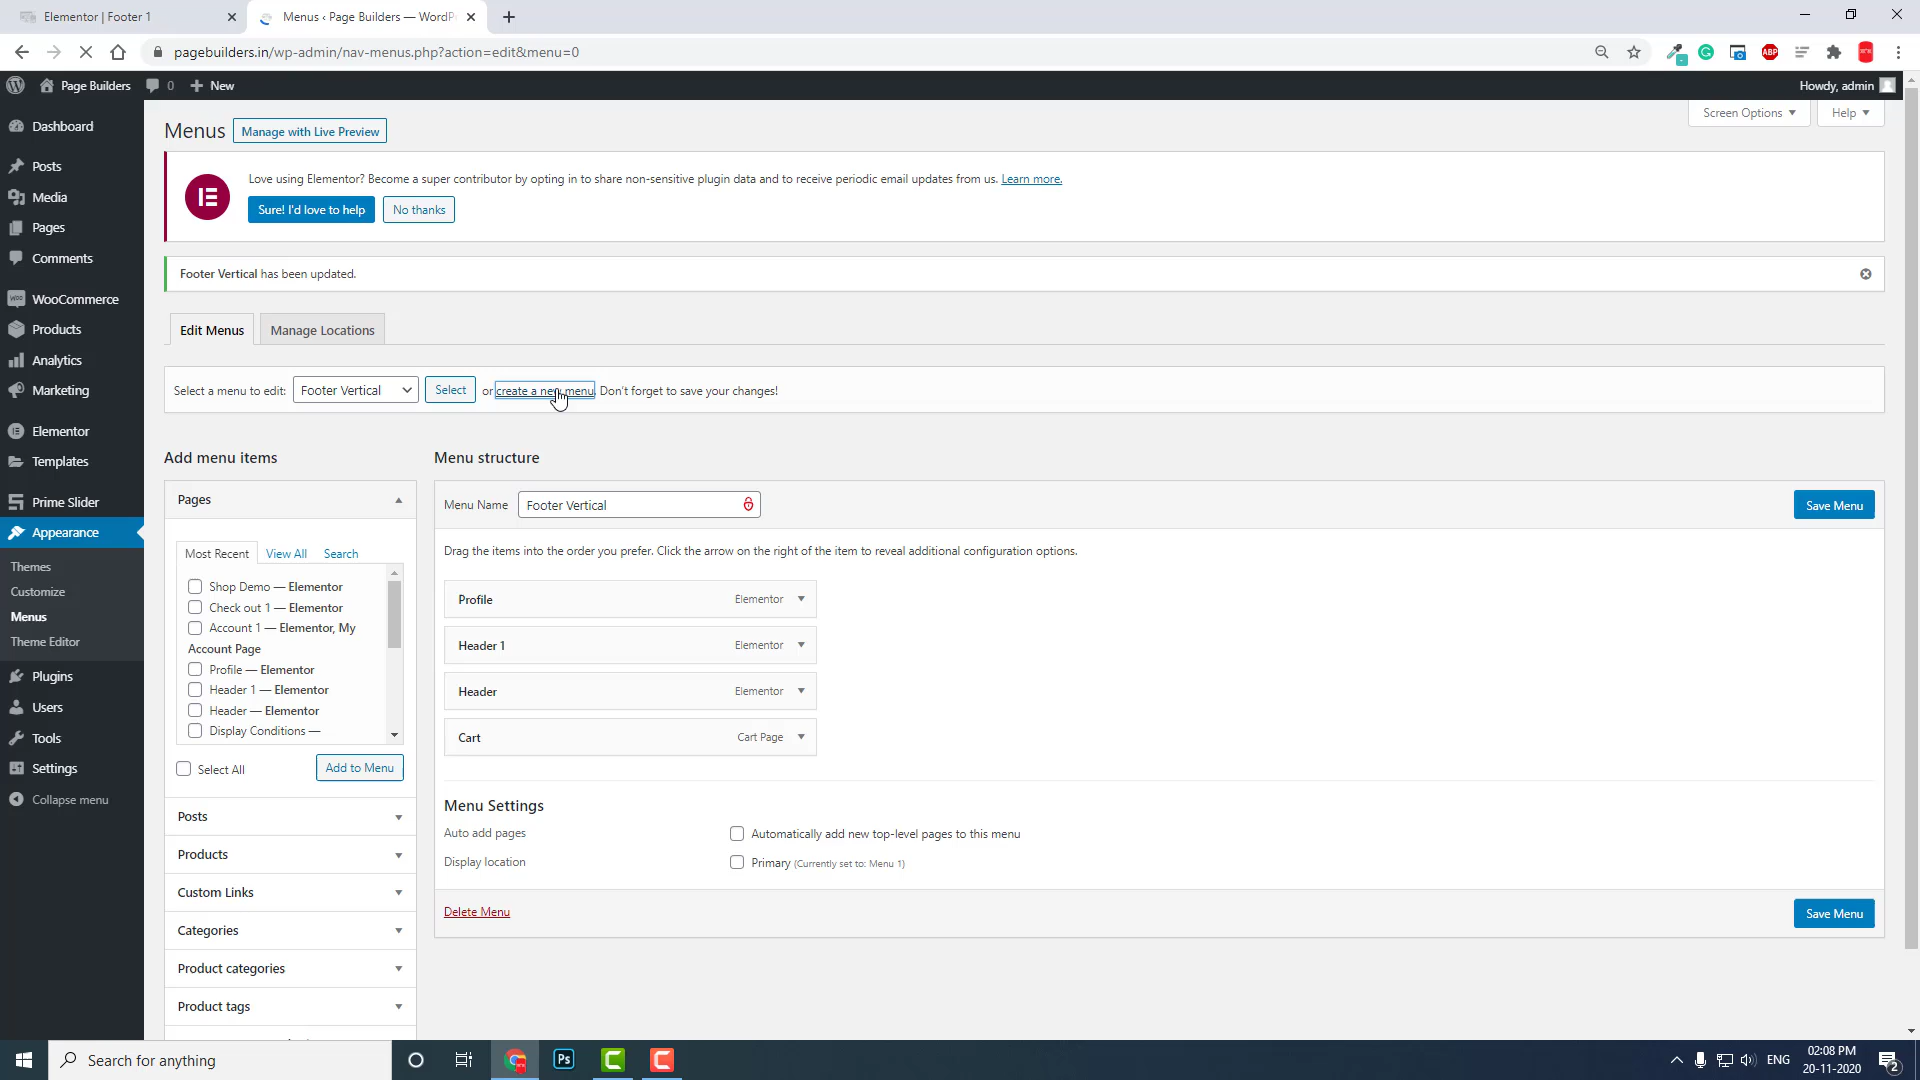 Elementor | Footer 1
Menus ‹ Page Builders — WordP
pagebuilders.in/wp-admin/nav-menus.php?action=edit&menu=0
ABP
Page Builders
0
New
Howdy, admin
Dashboard
Posts
Media
Pages
Comments
WooCommerce
Products
Analytics
Marketing
Elementor
Templates
Prime Slider
Appearance
Themes
Customize
Menus
Theme Editor
Plugins
Users
Tools
Settings
Collapse menu
Screen Options
Help
Menus
Manage with Live Preview
Love using Elementor? Become a super contributor by opting in to share non-sensitive plugin data and to receive periodic email updates from us. Learn more.
Sure! I'd love to help
No thanks
Footer Vertical has been updated.
Edit Menus
Manage Locations
Select a menu to edit:
Footer Vertical
Select
or create a new menu. Don't forget to save your changes!
Add menu items
Pages
Most Recent
View All
Search
Shop Demo — Elementor
Check out 1 — Elementor
Account 1 — Elementor, My
Account Page
Profile — Elementor
Header 1 — Elementor
Header — Elementor
Display Conditions —
Select All
Add to Menu
Posts
Products
Custom Links
Categories
Product categories
Product tags
Menu structure
Menu Name
Footer Vertical
Save Menu
Drag the items into the order you prefer. Click the arrow on the right of the item to reveal additional configuration options.
Profile
Elementor
Header 1
Elementor
Header
Elementor
Cart
Cart Page
Menu Settings
Auto add pages
Automatically add new top-level pages to this menu
Display location
Primary (Currently set to: Menu 1)
Delete Menu
Save Menu
Search for anything
Ps
ENG
02:08 PM
20-11-2020
2